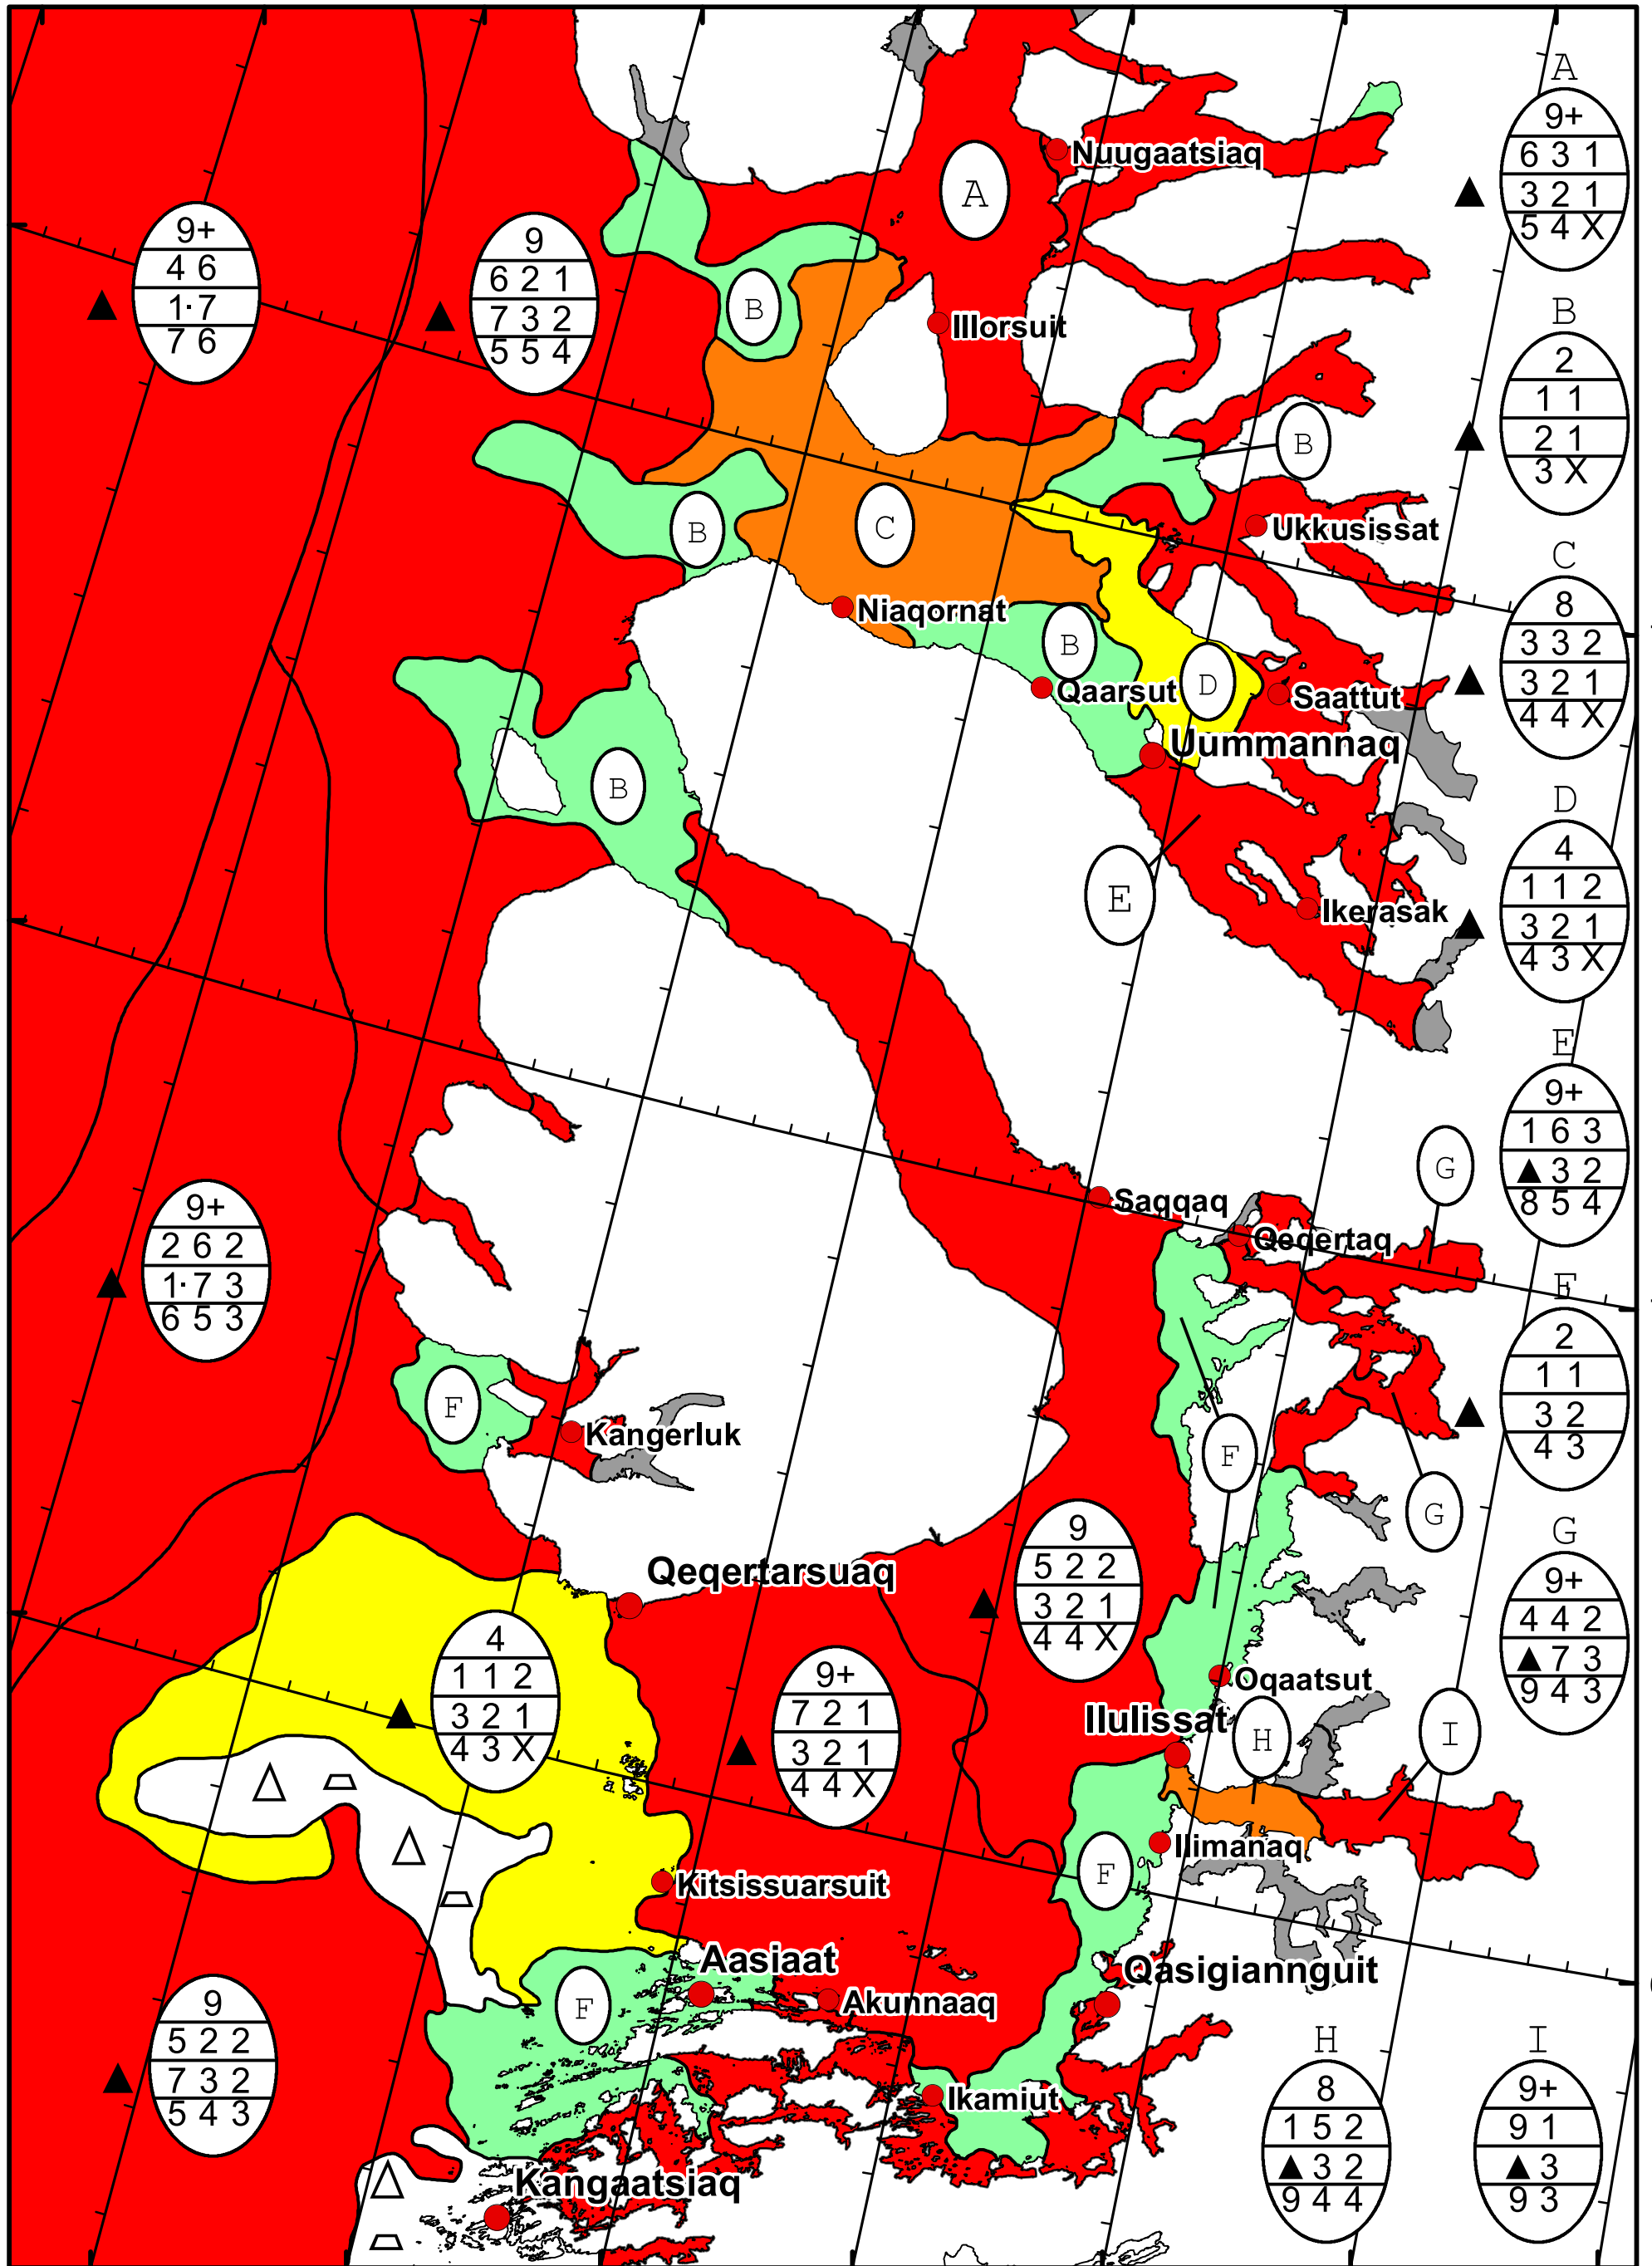 A
9+
6 3 1
3 2 1
5 4 X
Nuugaatsiaq
A
9+
4 6
1· 7
7 6
9
6 2 1
7 3 2
5 5 4
B
Illorsuit
B
2
1 1
2 1
3 X
B
B
C
Ukkusissat
C
8
3 3 2
3 2 1
4 4 X
Niaqornat
B
Qaarsut
D
Saattut
Uummannaq
B
D
4
1 1 2
3 2 1
4 3 X
E
Ikerasak
E
9+
1 6 3
▲ 3 2
8 5 4
G
Saqqaq
Qeqertaq
9+
2 6 2
1· 7 3
6 5 3
F
2
1 1
3 2
4 3
F
Kangerluk
F
G
G
9+
4 4 2
▲ 7 3
9 4 3
9
5 2 2
3 2 1
4 4 X
Qeqertarsuaq
4
1 1 2
3 2 1
4 3 X
9+
7 2 1
3 2 1
4 4 X
Oqaatsut
Ilulissat
H
I
Ilimanaq
F
Kitsissuarsuit
Aasiaat
Qasigiannguit
F
Akunnaaq
9
5 2 2
7 3 2
5 4 3
Ikamiut
H
8
1 5 2
▲ 3 2
9 4 4
I
9+
9 1
▲ 3
9 3
Kangaatsiaq